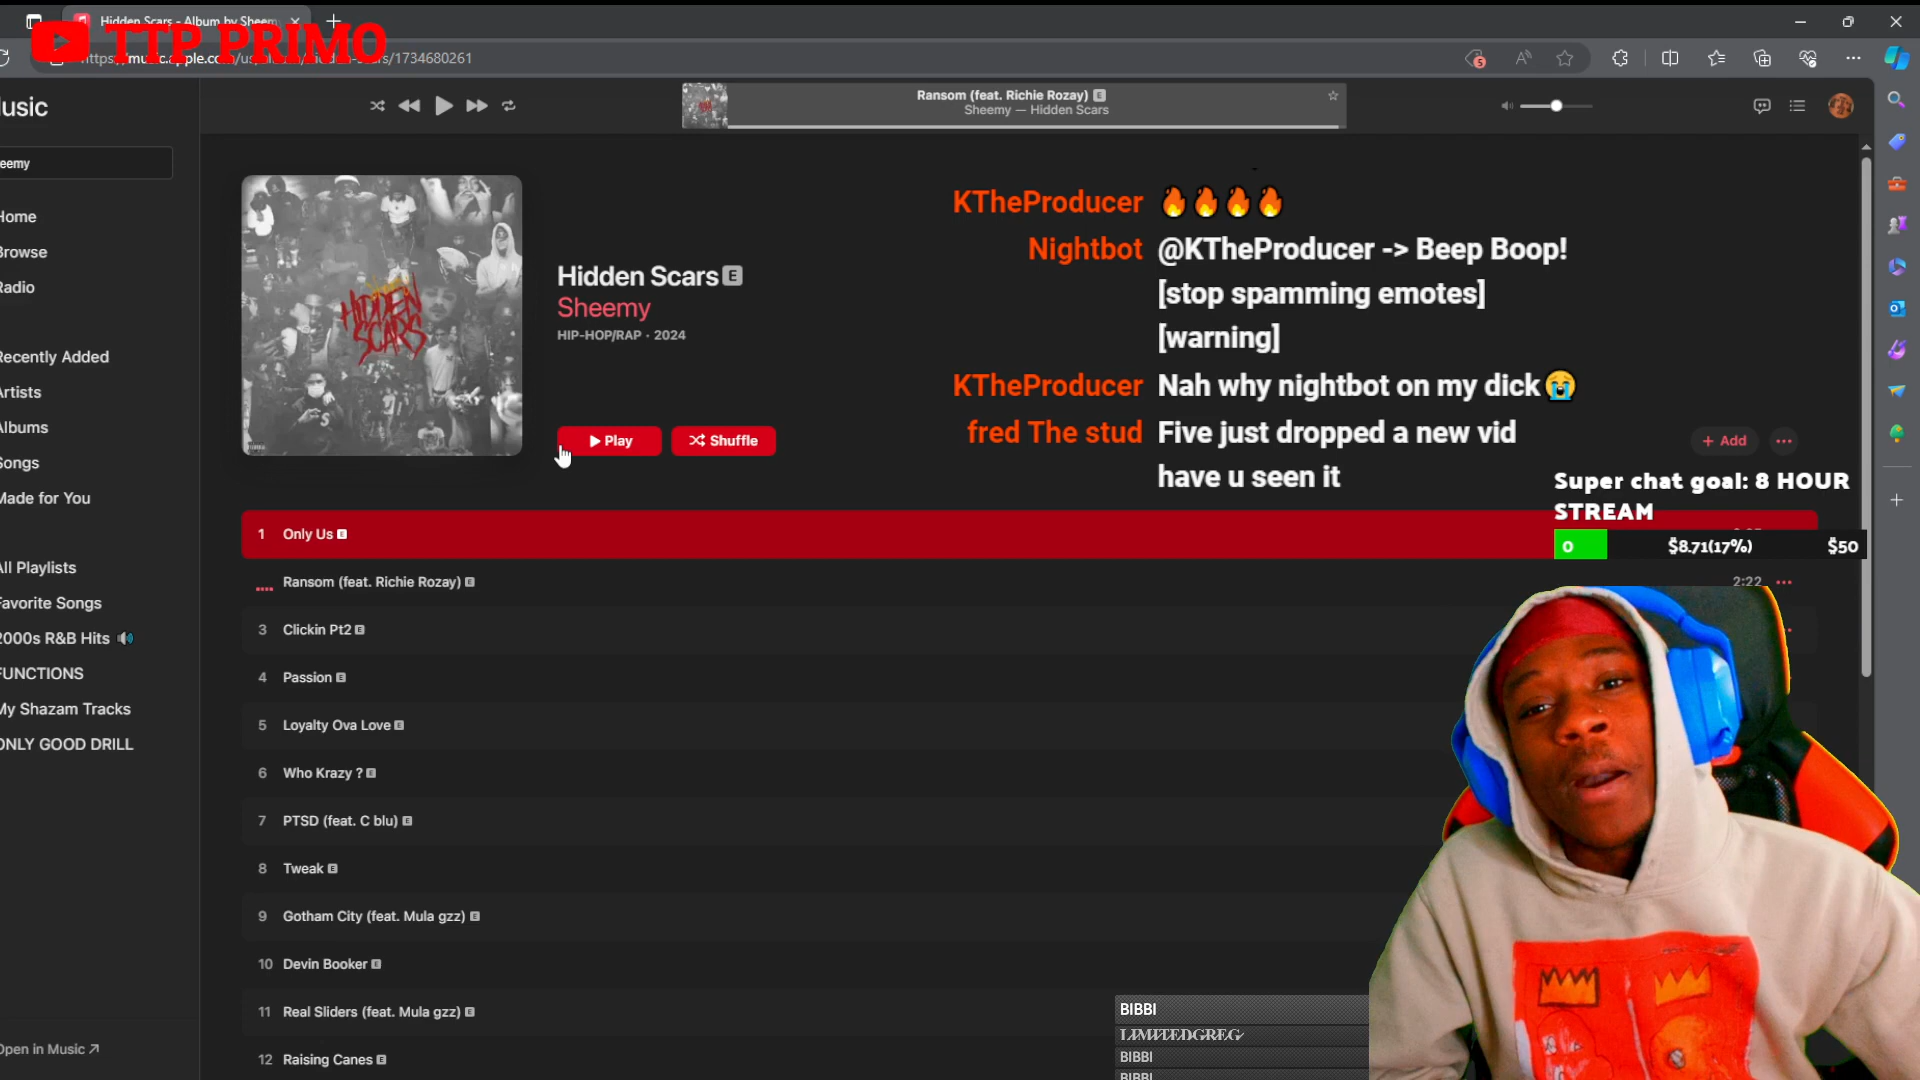 Hidden Scars - Album by Sheem
TTP PRIMO
/1734680261
5
usic
Ransom (feat. Richie Rozay) E
Sheemy — Hidden Scars
eemy
Home
Browse
Radio
Recently Added
Artists
Albums
Songs
Made for You
All Playlists
Favorite Songs
2000s R&B Hits
FUNCTIONS
My Shazam Tracks
ONLY GOOD DRILL
Open in Music
HIDDEN SCARS
Hidden Scars E
Sheemy
HIP-HOP/RAP · 2024
Play
Shuffle
KTheProducer 🔥🔥🔥🔥
Nightbot @KTheProducer -> Beep Boop!
[stop spamming emotes]
[warning]
KTheProducer Nah why nightbot on my dick😭
fred The stud Five just dropped a new vid
have u seen it
+ Add
Super chat goal: 8 HOUR
STREAM
0 $8.71(17%) $50
1 Only Us E
Ransom (feat. Richie Rozay) E 2:22
3 Clickin Pt2 E
4 Passion E
5 Loyalty Ova Love E
6 Who Krazy ? E
7 PTSD (feat. C blu) E
8 Tweak E
9 Gotham City (feat. Mula gzz) E
10 Devin Booker E
11 Real Sliders (feat. Mula gzz) E
12 Raising Canes E
BIBBI
LIMITEDGREG
BIBBI
BIBBI